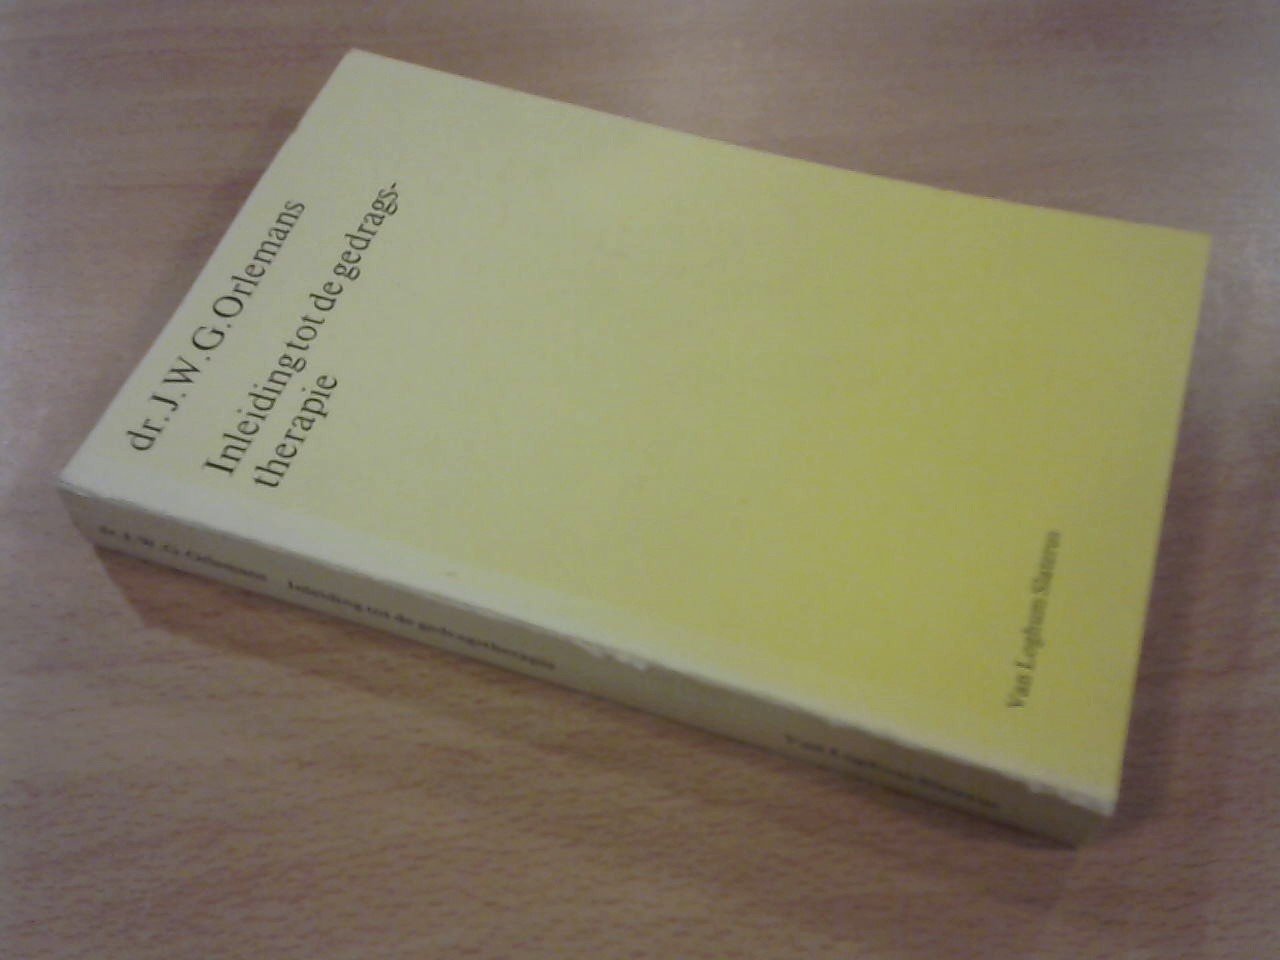 dr. J. W. G. Orlemans
Inleiding tot de gedrags-
therapie
Van Loghum Slaterus
dr. J. W. G. Orlemans Inleiding tot de gedragstherapie Van Loghum Slaterus